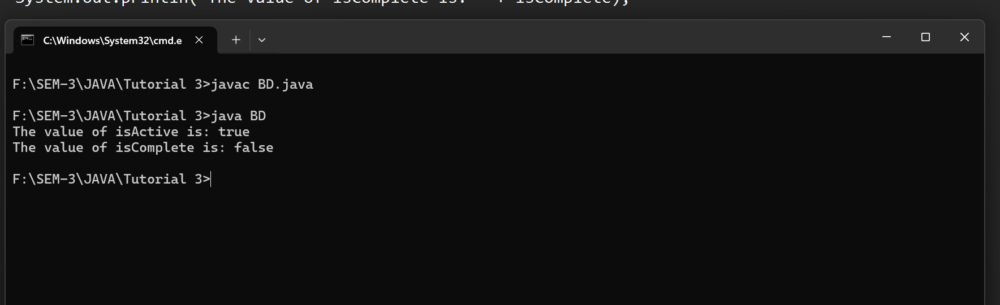 System.out.println("The value of isComplete is: " + isComplete);
C:\Windows\System32\cmd.e
F:\SEM-3\JAVA\Tutorial 3>javac BD.java
F:\SEM-3\JAVA\Tutorial 3>java BD
The value of isActive is: true
The value of isComplete is: false
F:\SEM-3\JAVA\Tutorial 3>